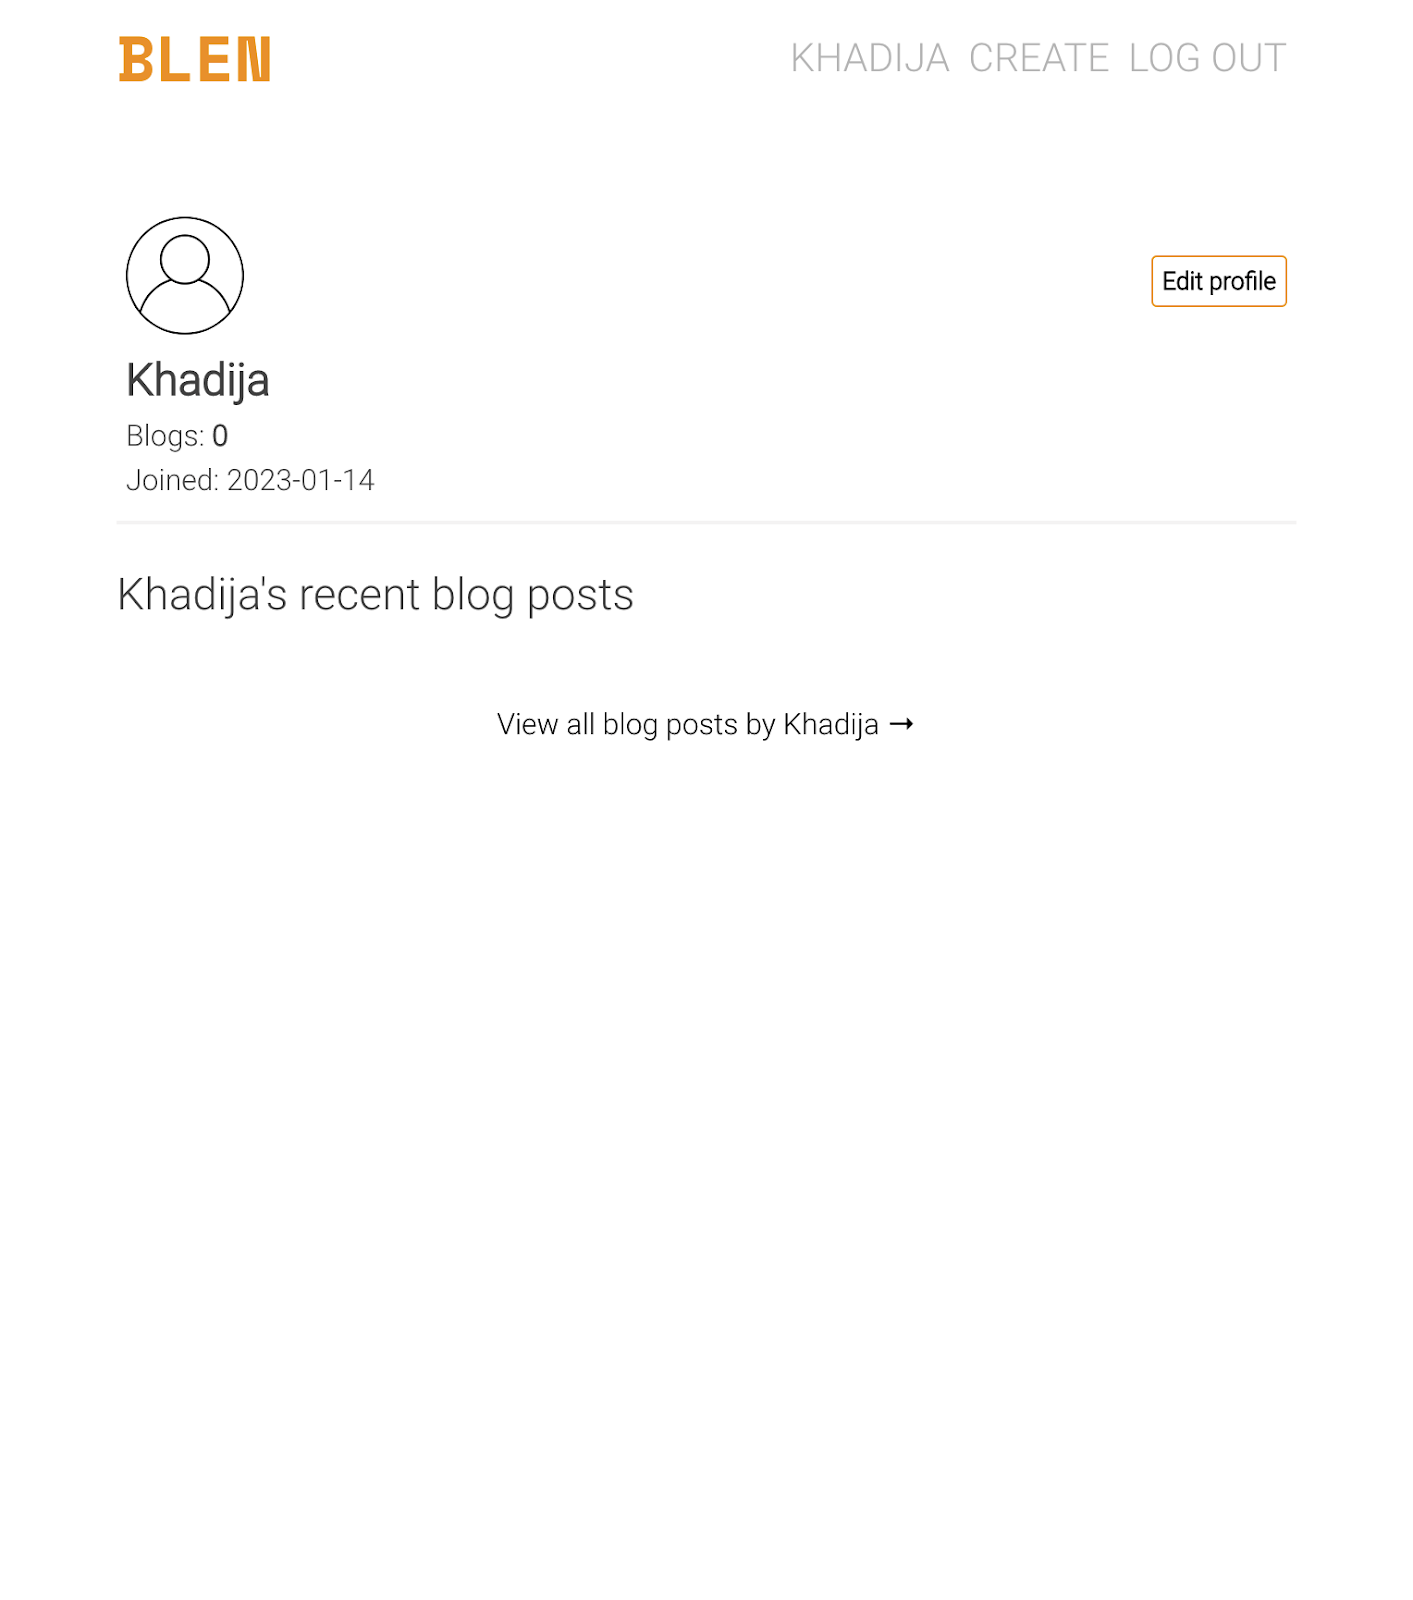 BLEN
KHADIJA CREATE LOG OUT
Edit profile
Khadija
Blogs: 0
Joined: 2023-01-14
Khadija's recent blog posts
View all blog posts by Khadija →